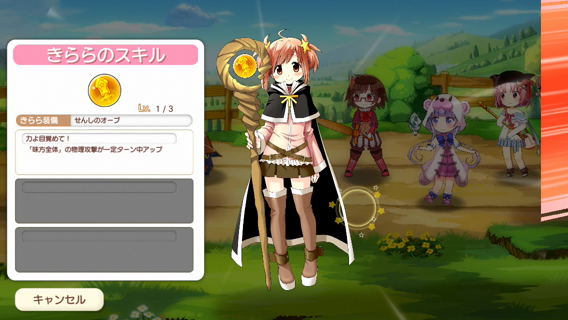 きららのスキル
Lv. 1 / 3
きらら装備 せんしのオーブ
力よ目覚めて！
「味方全体」の物理攻撃が一定ターン中アップ
キャンセル